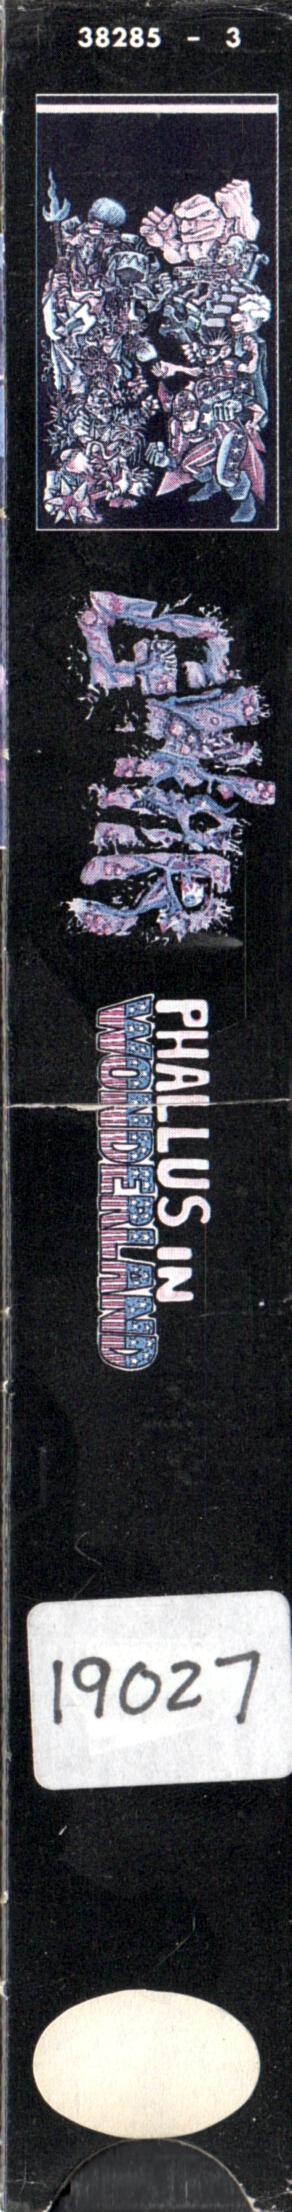 38285 - 3
GWAR
PHALLUS IN
WONDERLAND
19027